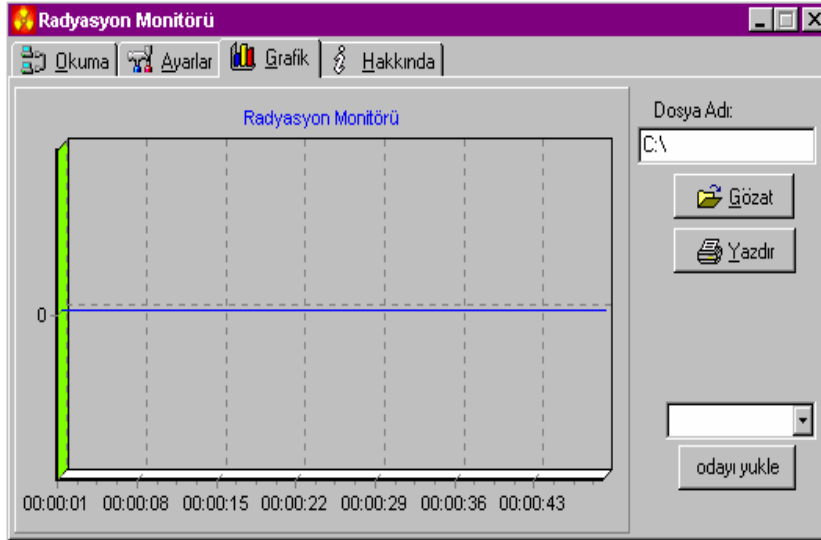 Radyasyon Monitörü
Okuma Ayarlar Grafik Hakkında
Radyasyon Monitörü
0
00:00:01 00:00:08 00:00:15 00:00:22 00:00:29 00:00:36 00:00:43
Dosya Adı:
C:\
Gözat
Yazdır
odayı yukle